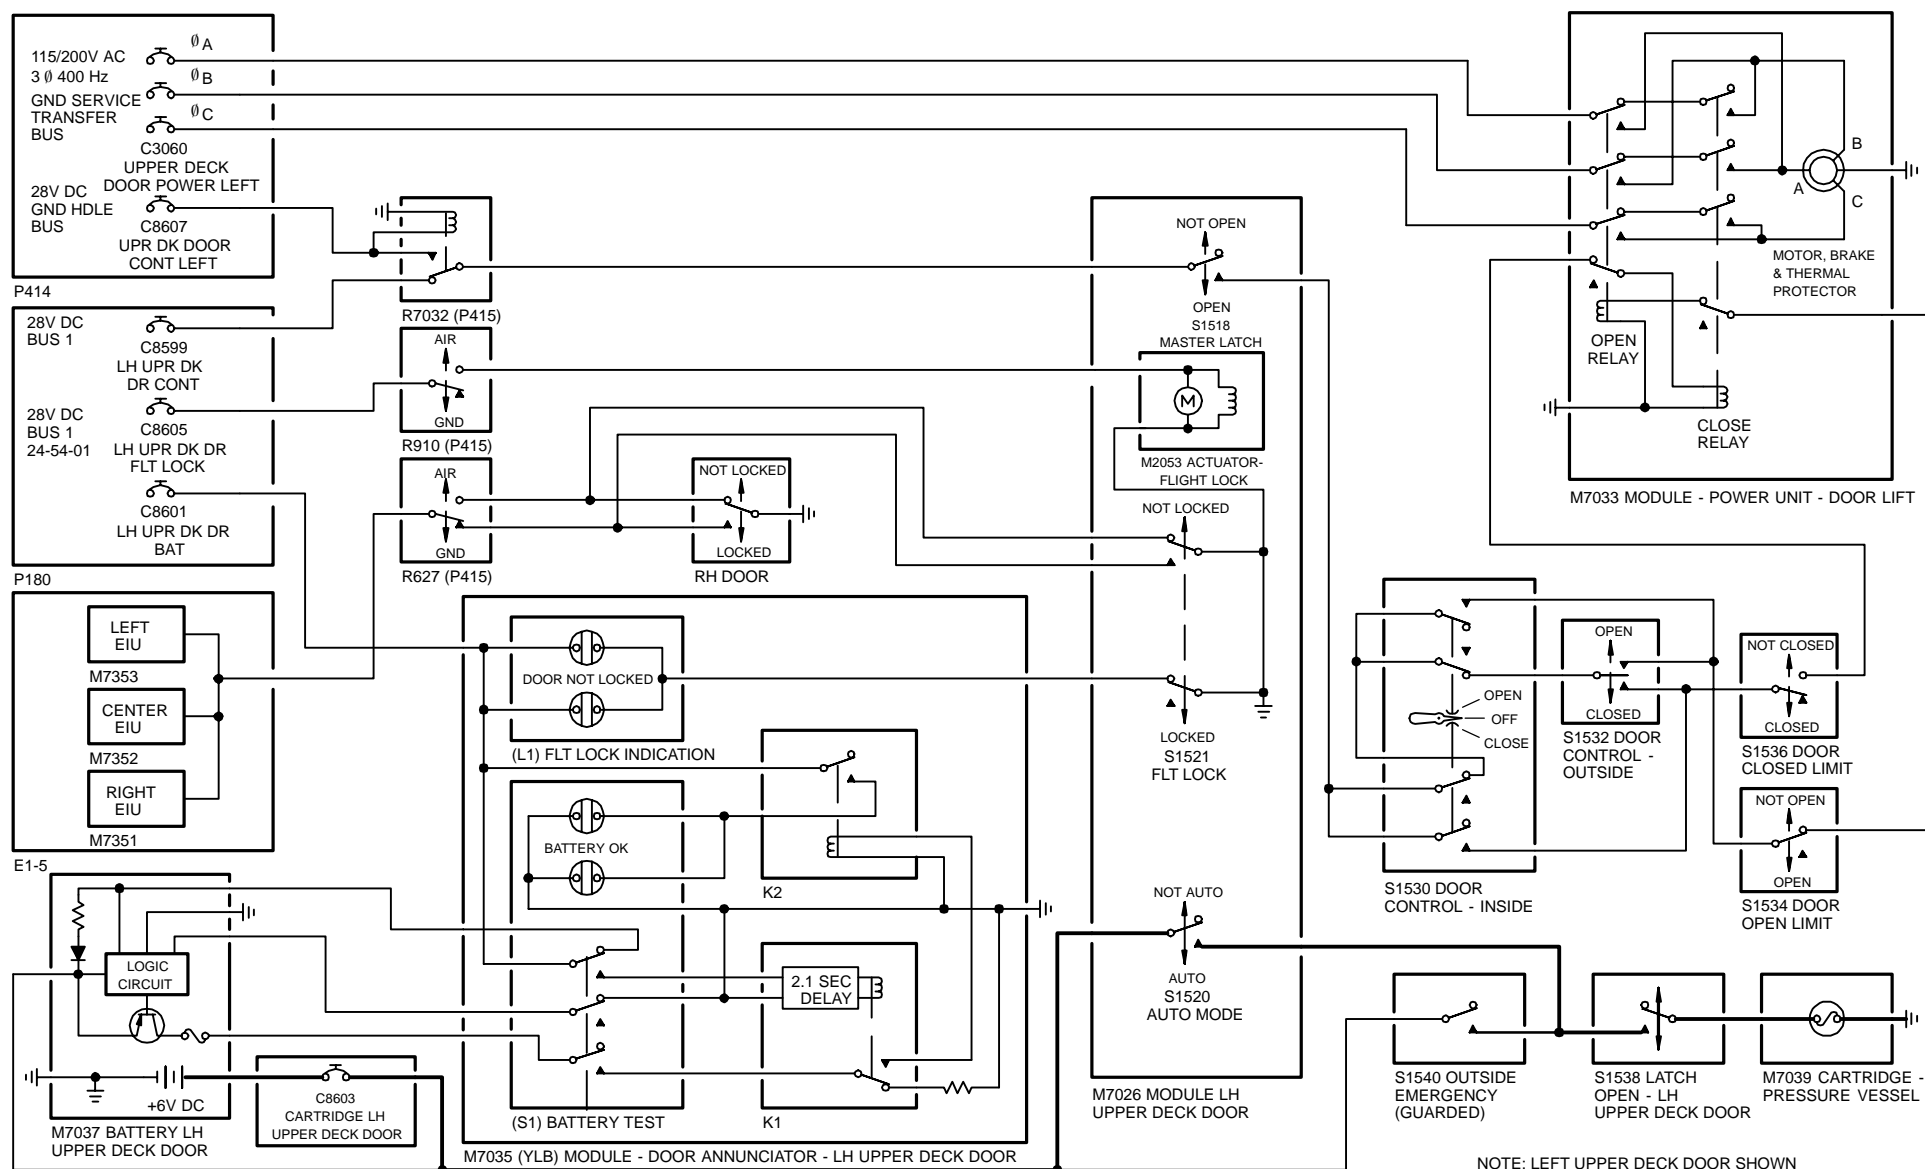 115/200V AC
3 Ø 400 Hz
GND SERVICE
TRANSFER
BUS
Ø A
Ø B
Ø C
C3060
UPPER DECK
DOOR POWER LEFT
28V DC
GND HDLE
BUS
C8607
UPR DK DOOR
CONT LEFT
P414
28V DC
BUS 1
C8599
LH UPR DK
DR CONT
28V DC
BUS 1
24-54-01
C8605
LH UPR DK DR
FLT LOCK
C8601
LH UPR DK DR
BAT
P180
LEFT
EIU
M7353
CENTER
EIU
M7352
RIGHT
EIU
M7351
E1-5
LOGIC
CIRCUIT
+6V DC
M7037 BATTERY LH
UPPER DECK DOOR
C8603
CARTRIDGE LH
UPPER DECK DOOR
R7032 (P415)
AIR
GND
R910 (P415)
AIR
GND
R627 (P415)
NOT LOCKED
LOCKED
RH DOOR
DOOR NOT LOCKED
(L1) FLT LOCK INDICATION
BATTERY OK
(S1) BATTERY TEST
K2
2.1 SEC
DELAY
K1
M7035 (YLB) MODULE - DOOR ANNUNCIATOR - LH UPPER DECK DOOR
NOT OPEN
OPEN
S1518
MASTER LATCH
M
M2053 ACTUATOR-
FLIGHT LOCK
NOT LOCKED
LOCKED
S1521
FLT LOCK
NOT AUTO
AUTO
S1520
AUTO MODE
M7026 MODULE LH
UPPER DECK DOOR
A
B
C
MOTOR, BRAKE
& THERMAL
PROTECTOR
OPEN
RELAY
CLOSE
RELAY
M7033 MODULE - POWER UNIT - DOOR LIFT
OPEN
OFF
CLOSE
S1530 DOOR
CONTROL - INSIDE
OPEN
CLOSED
S1532 DOOR
CONTROL -
OUTSIDE
NOT CLOSED
CLOSED
S1536 DOOR
CLOSED LIMIT
NOT OPEN
OPEN
S1534 DOOR
OPEN LIMIT
S1540 OUTSIDE
EMERGENCY
(GUARDED)
S1538 LATCH
OPEN - LH
UPPER DECK DOOR
M7039 CARTRIDGE -
PRESSURE VESSEL
NOTE: LEFT UPPER DECK DOOR SHOWN